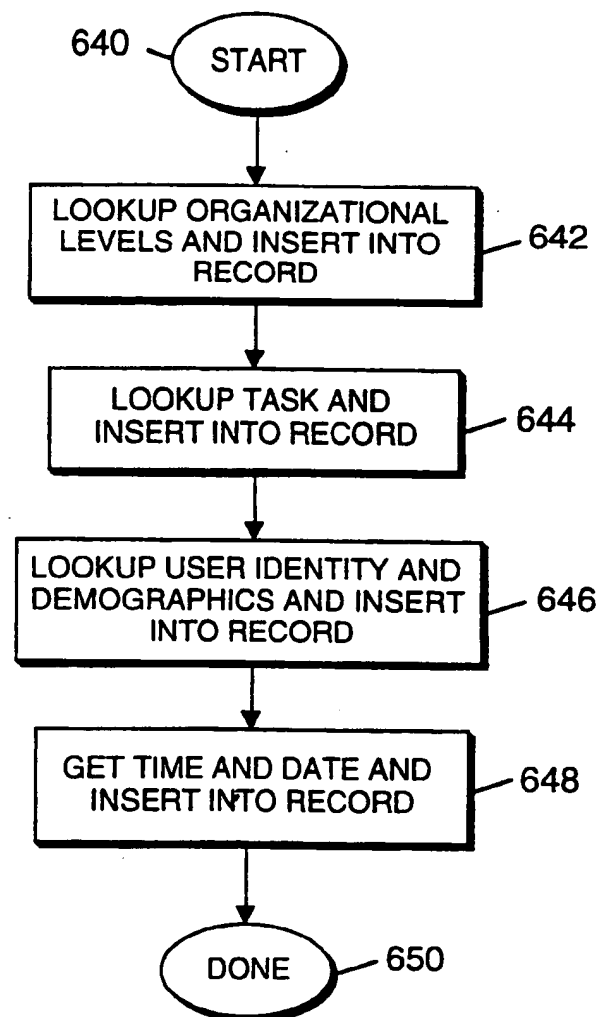 640
START
LOOKUP ORGANIZATIONAL
LEVELS AND INSERT INTO
RECORD
642
LOOKUP TASK AND
INSERT INTO RECORD
644
LOOKUP USER IDENTITY AND
DEMOGRAPHICS AND INSERT
INTO RECORD
646
GET TIME AND DATE AND
INSERT INTO RECORD
648
DONE
650